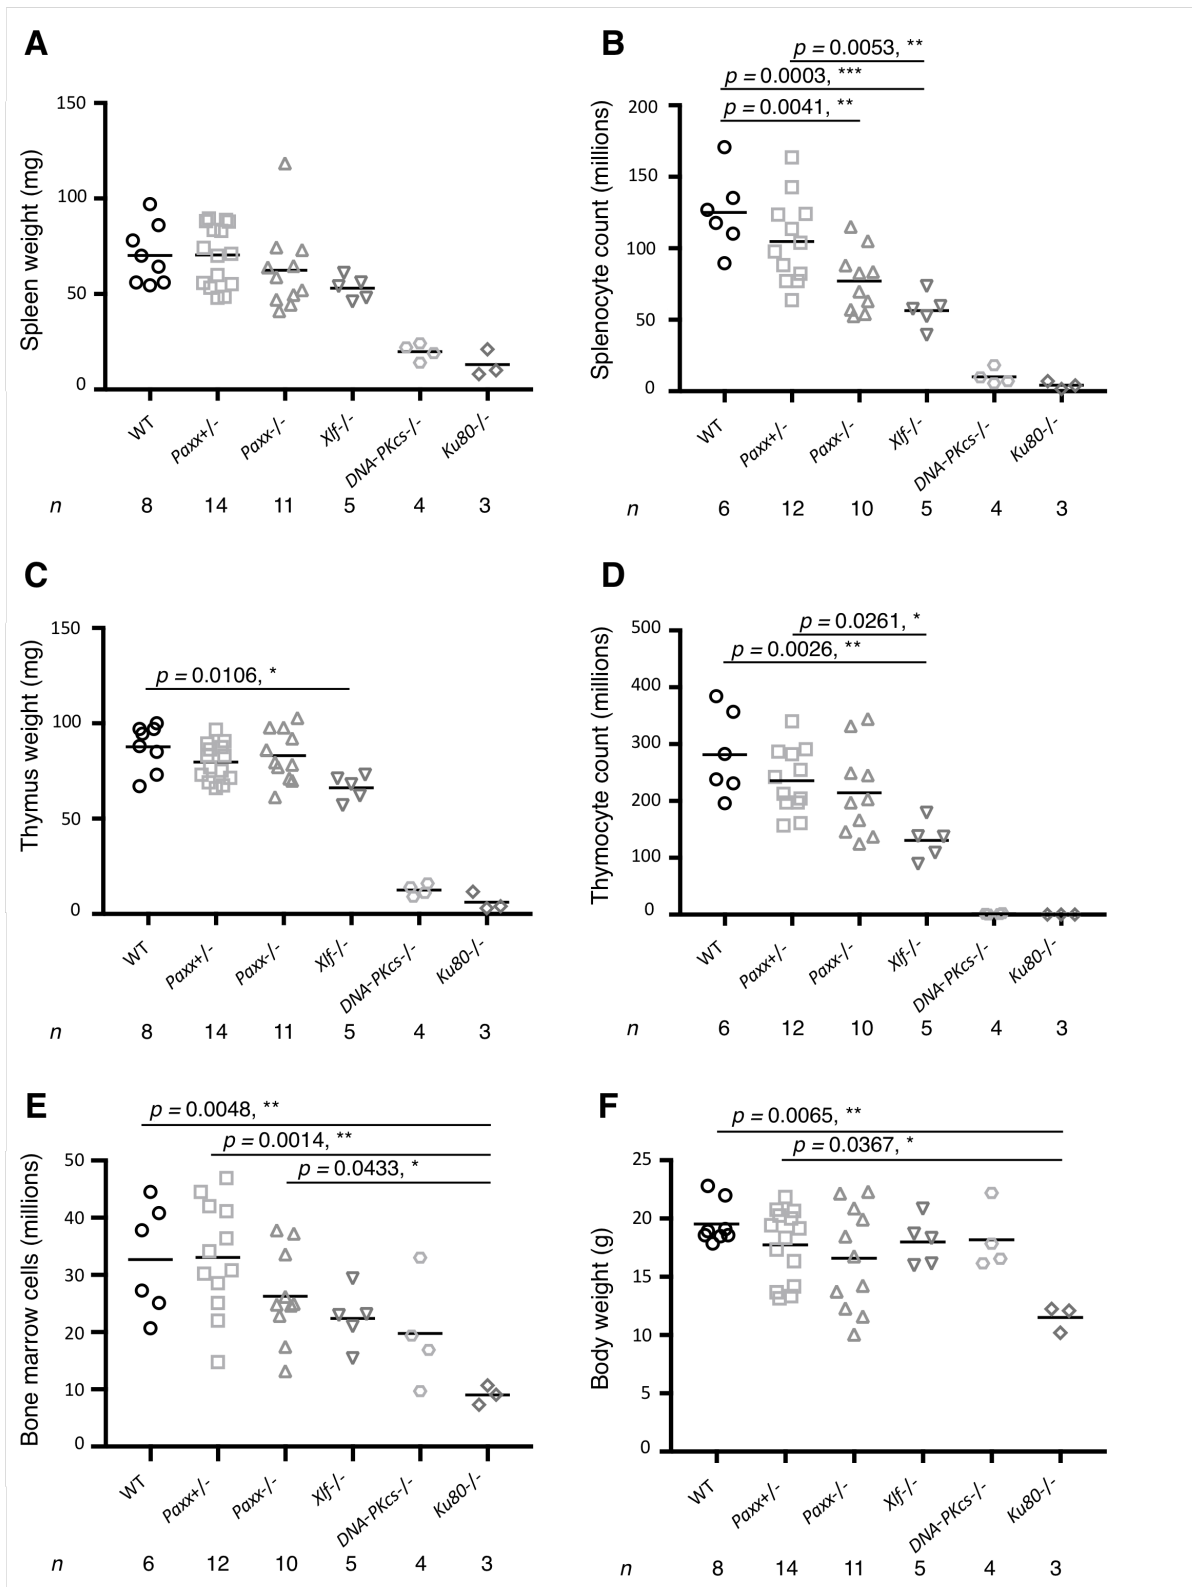 A
Spleen weight (mg)
150
100
50
0
WT
Paxx+/-
Paxx-/-
Xlf-/-
DNA-PKcs-/-
Ku80-/-
n 8 14 11 5 4 3
B
p = 0.0053, **
p = 0.0003, ***
p = 0.0041, **
Splenocyte count (millions)
200
150
100
50
0
WT
Paxx+/-
Paxx-/-
Xlf-/-
DNA-PKcs-/-
Ku80-/-
n 6 12 10 5 4 3
C
Thymus weight (mg)
p = 0.0106, *
150
100
50
0
WT
Paxx+/-
Paxx-/-
Xlf-/-
DNA-PKcs-/-
Ku80-/-
n 8 14 11 5 4 3
D
p = 0.0261, *
p = 0.0026, **
Thymocyte count (millions)
500
400
300
200
100
0
WT
Paxx+/-
Paxx-/-
Xlf-/-
DNA-PKcs-/-
Ku80-/-
n 6 12 10 5 4 3
E
p = 0.0048, **
p = 0.0014, **
p = 0.0433, *
Bone marrow cells (millions)
50
40
30
20
10
0
WT
Paxx+/-
Paxx-/-
Xlf-/-
DNA-PKcs-/-
Ku80-/-
n 6 12 10 5 4 3
F
p = 0.0065, **
p = 0.0367, *
Body weight (g)
25
20
15
10
5
0
WT
Paxx+/-
Paxx-/-
Xlf-/-
DNA-PKcs-/-
Ku80-/-
n 8 14 11 5 4 3